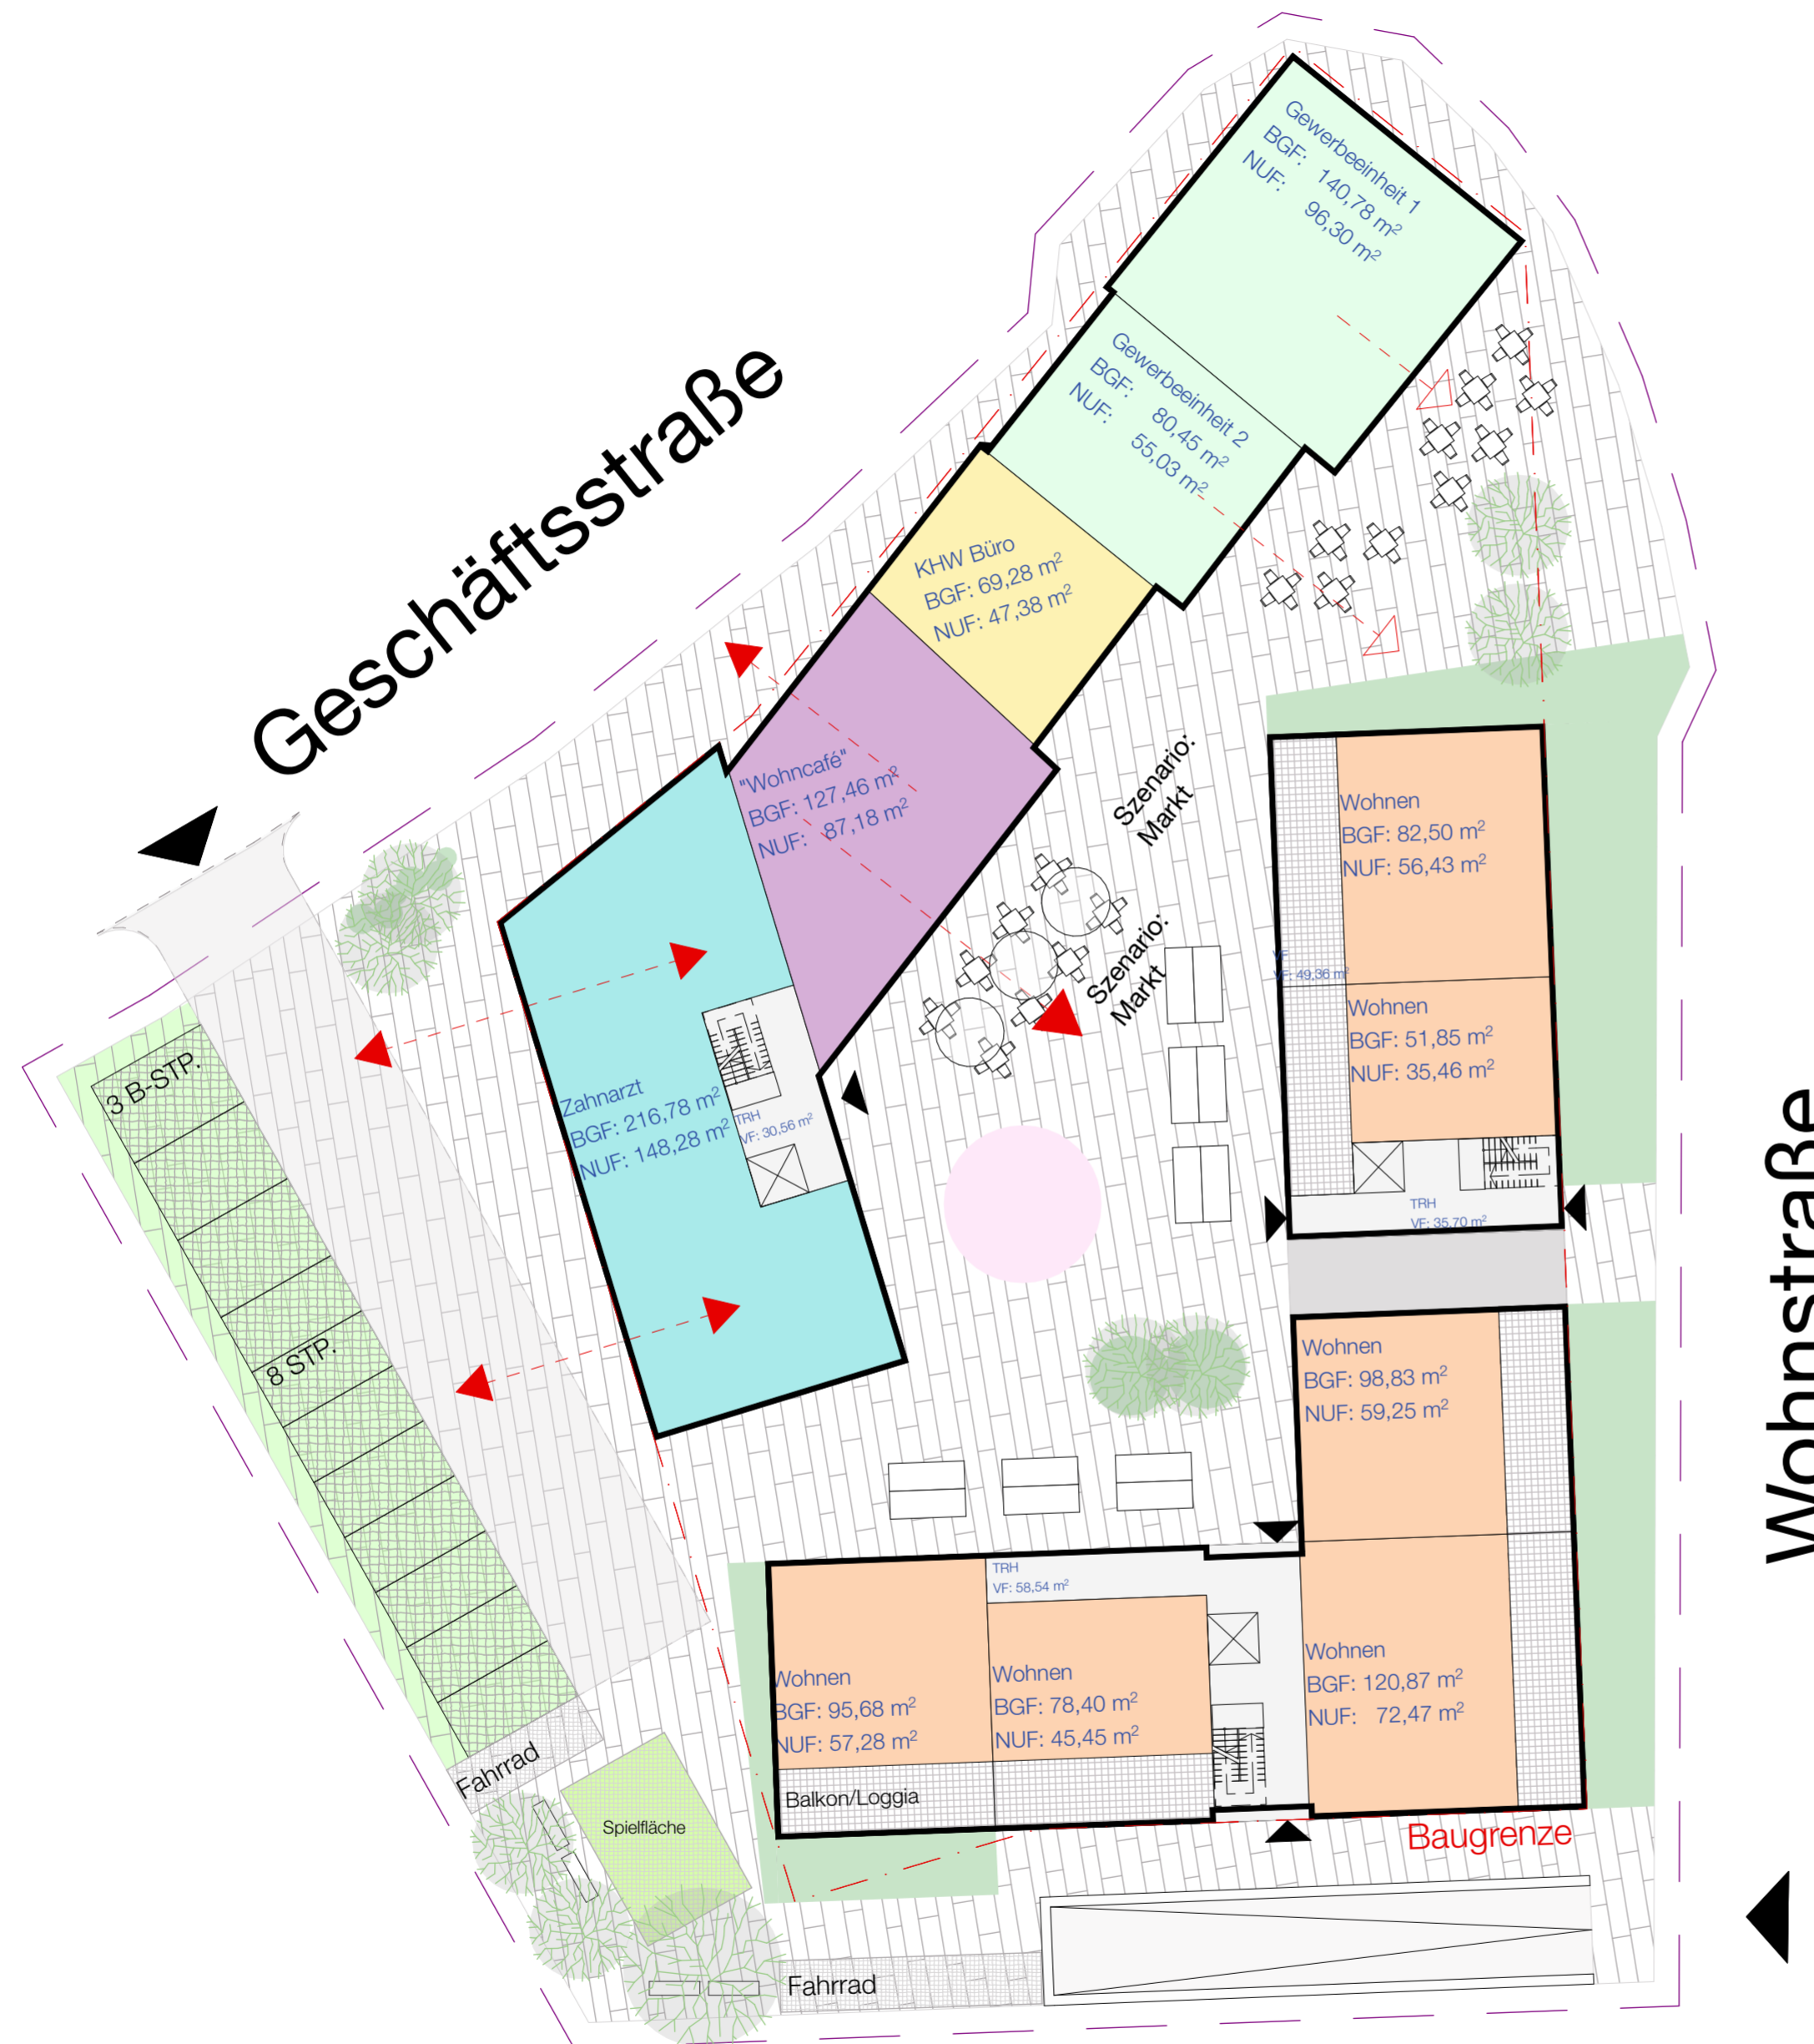 Geschäftsstraße
Gewerbeeinheit 1
BGF: 140,78 m²
NUF: 96,30 m²
Gewerbeeinheit 2
BGF: 80,45 m²
NUF: 55,03 m²
KHW Büro
BGF: 69,28 m²
NUF: 47,38 m²
"Wohncafé"
BGF: 127,46 m²
NUF: 87,18 m²
Szenario:
Markt
Szenario:
Markt
Wohnen
BGF: 82,50 m²
NUF: 56,43 m²
VF
VF: 49,36 m²
Wohnen
BGF: 51,85 m²
NUF: 35,46 m²
TRH
VF: 35,70 m²
Zahnarzt
BGF: 216,78 m²
NUF: 148,28 m²
TRH
VF: 30,56 m²
3 B-STP.
8 STP.
Wohnstraße
Wohnen
BGF: 98,83 m²
NUF: 59,25 m²
TRH
VF: 58,54 m²
Wohnen
BGF: 95,68 m²
NUF: 57,28 m²
Wohnen
BGF: 78,40 m²
NUF: 45,45 m²
Wohnen
BGF: 120,87 m²
NUF: 72,47 m²
Balkon/Loggia
Fahrrad
Spielfläche
Baugrenze
Fahrrad